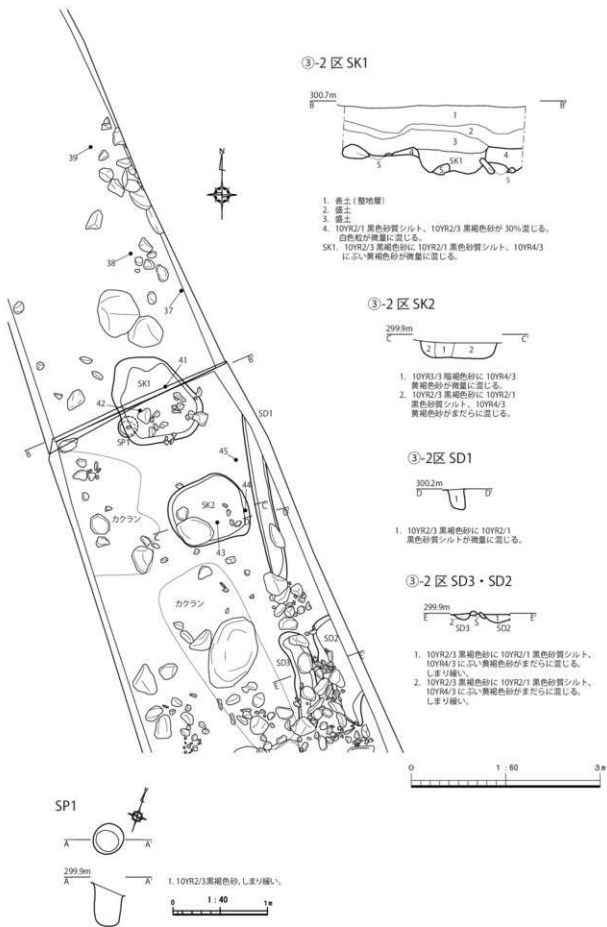 ③-2 区 SK1
300.7m
B B'
1
2
3
4 4
SK1
S S S
1. 表土 ( 整地層 )
2. 盛土
3. 盛土
4. 10YR2/1 黒色砂質シルト、10YR2/3 黒褐色砂が 30% 混じる。
白色粒が微量に混じる。
SK1. 10YR2/3 黒褐色砂に 10YR2/1 黒色砂質シルト、10YR4/3
にぶい黄褐色砂が微量に混じる。
39
N
38
37
41
SK1
42
SP1
B
B'
SD1
45
44
SK2
43
C
C'
D
D'
カクラン
カクラン
SD2
SD3
E
E'
③-2 区 SK2
299.9m
C C'
2 1 2
1. 10YR3/3 暗褐色砂に 10YR4/3
黄褐色砂が微量に混じる。
2. 10YR2/3 黒褐色砂に 10YR2/1
黒色砂質シルト、10YR4/3
黄褐色砂がまだらに混じる。
③-2区 SD1
300.2m
D D'
1
1. 10YR2/3 黒褐色砂に 10YR2/1
黒色砂質シルトが微量に混じる。
③-2 区 SD3・SD2
299.9m
E E'
2 S 1
SD3 SD2
1. 10YR2/3 黒褐色砂に 10YR2/1 黒色砂質シルト、
10YR4/3 にぶい黄褐色砂がまだらに混じる。
しまり緩い。
2. 10YR2/3 黒褐色砂に 10YR2/1 黒色砂質シルト、
10YR4/3 にぶい黄褐色砂がまだらに混じる。
しまり緩い。
0 1 : 60 3m
SP1
A A'
299.9m
A A'
1. 10YR2/3黒褐色砂、しまり緩い。
0 1 : 40 1m